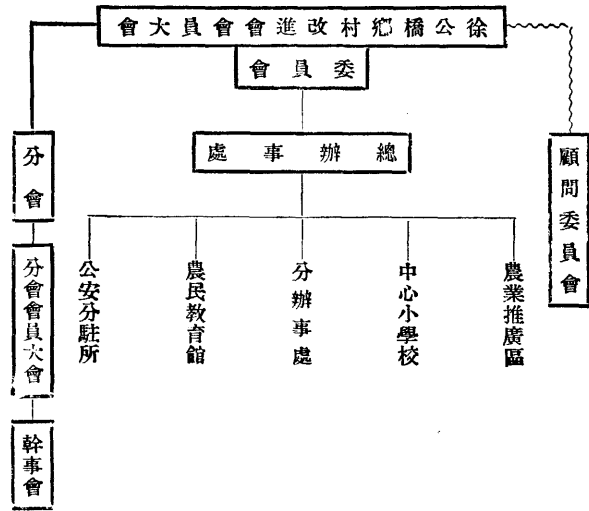 徐公橋鄉村改進會會員大會
委員會
總辦事處
顧問委員會
農業推廣區
中心小學校
分辦事處
農民教育館
公安分駐所
分會
分會會員大會
幹事會